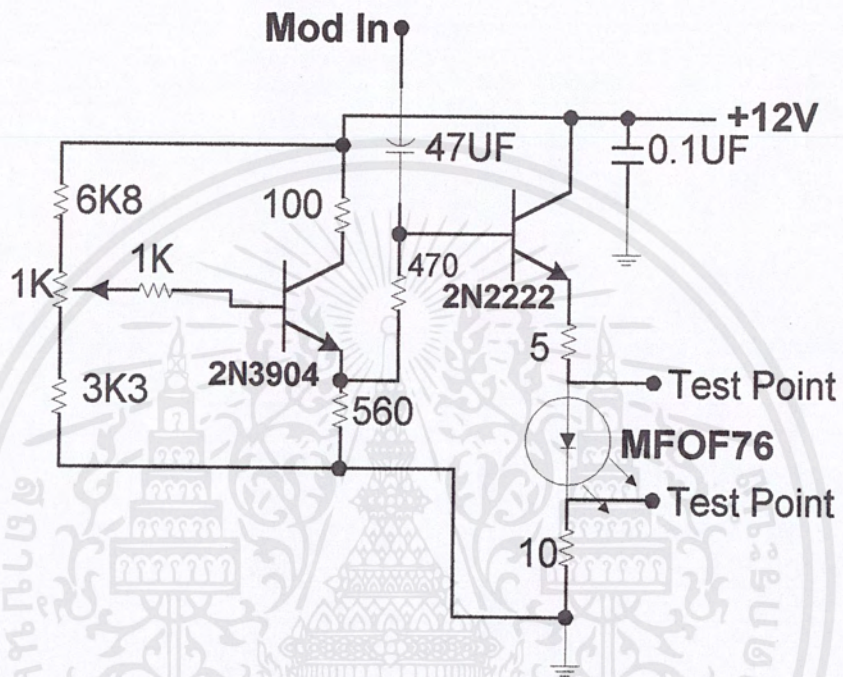 Mod In
+12V
47UF
0.1UF
6K8
100
1K
1K
470
2N2222
2N3904
5
Test Point
3K3
560
MFOF76
Test Point
10